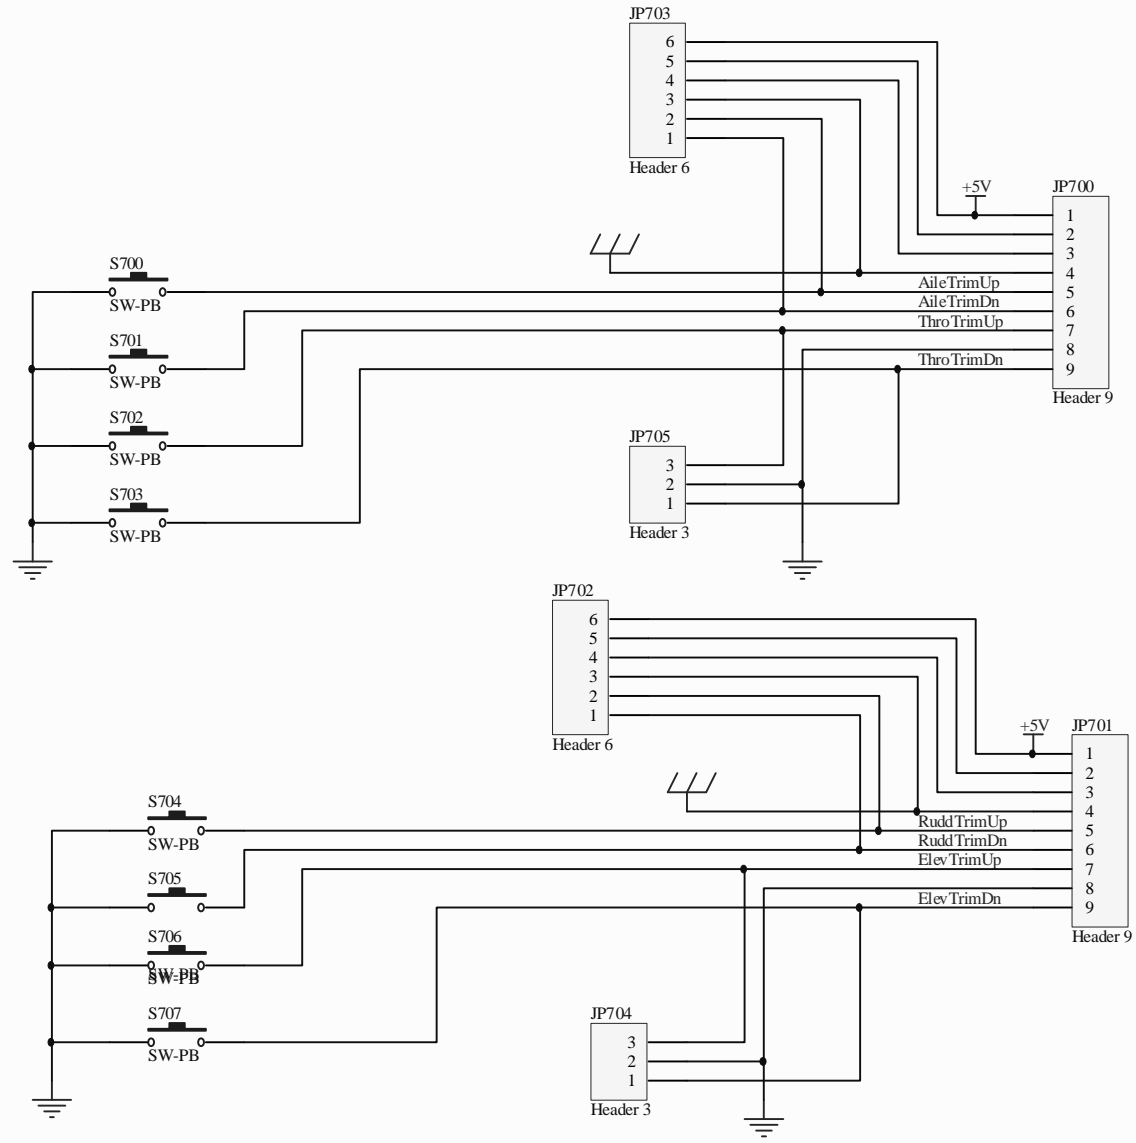 JP703
6
5
4
3
2
1
Header 6
+5V
JP700
1
2
3
4
5
6
7
8
9
Header 9
AileTrimUp
AileTrimDn
ThroTrimUp
ThroTrimDn
S700
SW-PB
S701
SW-PB
S702
SW-PB
S703
SW-PB
JP705
3
2
1
Header 3
JP702
6
5
4
3
2
1
Header 6
+5V
JP701
1
2
3
4
5
6
7
8
9
Header 9
RuddTrimUp
RuddTrimDn
ElevTrimUp
ElevTrimDn
S704
SW-PB
S705
S706
SW-PB
SW-PB
S707
SW-PB
JP704
3
2
1
Header 3